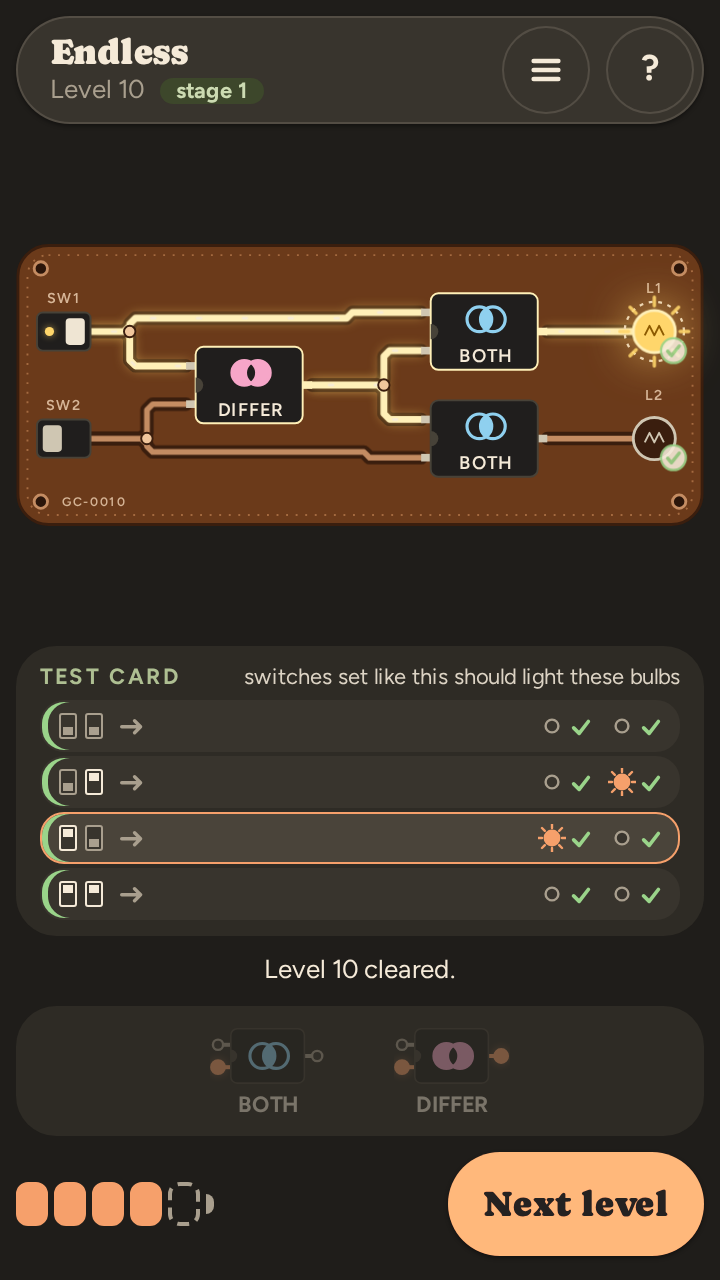 Endless
Level 10 stage 1
?
SW1
L1
BOTH
DIFFER
SW2
L2
BOTH
GC-0010
TEST CARD switches set like this should light these bulbs
Level 10 cleared.
BOTH DIFFER
Next level